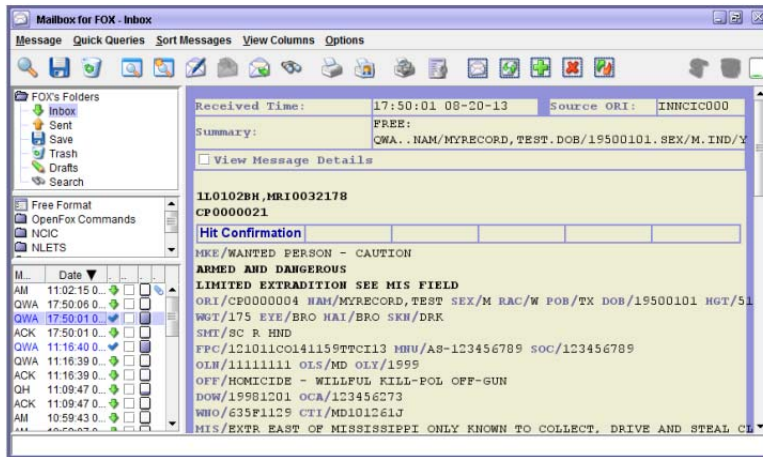 Mailbox for FOX - Inbox
Message Quick Queries Sort Messages View Columns Options
FOX's Folders
Inbox
Sent
Save
Trash
Drafts
Search
Free Format
OpenFox Commands
NCIC
NLETS
M... Date
AM 11:02:15 0...
QWA 17:50:06 0...
QWA 17:50:01 0...
ACK 17:50:01 0...
QWA 11:16:40 0...
QWA 11:16:39 0...
ACK 11:16:39 0...
QH 11:09:47 0...
ACK 11:09:47 0...
AM 10:59:43 0...
Received Time: 17:50:01 08-20-13 Source ORI: INNCIC000
Summary: FREE:
QWA..NAM/MYRECORD,TEST.DOB/19500101.SEX/M.IND/Y
View Message Details
1L0102BH,MRI0032178
CP0000021
Hit Confirmation
MKE/WANTED PERSON - CAUTION
ARMED AND DANGEROUS
LIMITED EXTRADITION SEE MIS FIELD
ORI/CP0000004 NAM/MYRECORD,TEST SEX/M RAC/W POB/TX DOB/19500101 HGT/51
WGT/175 EYE/BRO HAI/BRO SKN/DRK
SMT/SC R HND
FPC/121011CO141159TTCI13 MNU/AS-123456789 SOC/123456789
OLN/11111111 OLS/MD OLY/1999
OFF/HOMICIDE - WILLFUL KILL-POL OFF-GUN
DOW/19981201 OCA/123456273
WNO/635F1129 CTI/MD101261J
MIS/EXTR EAST OF MISSISSIPPI ONLY KNOWN TO COLLECT, DRIVE AND STEAL CL